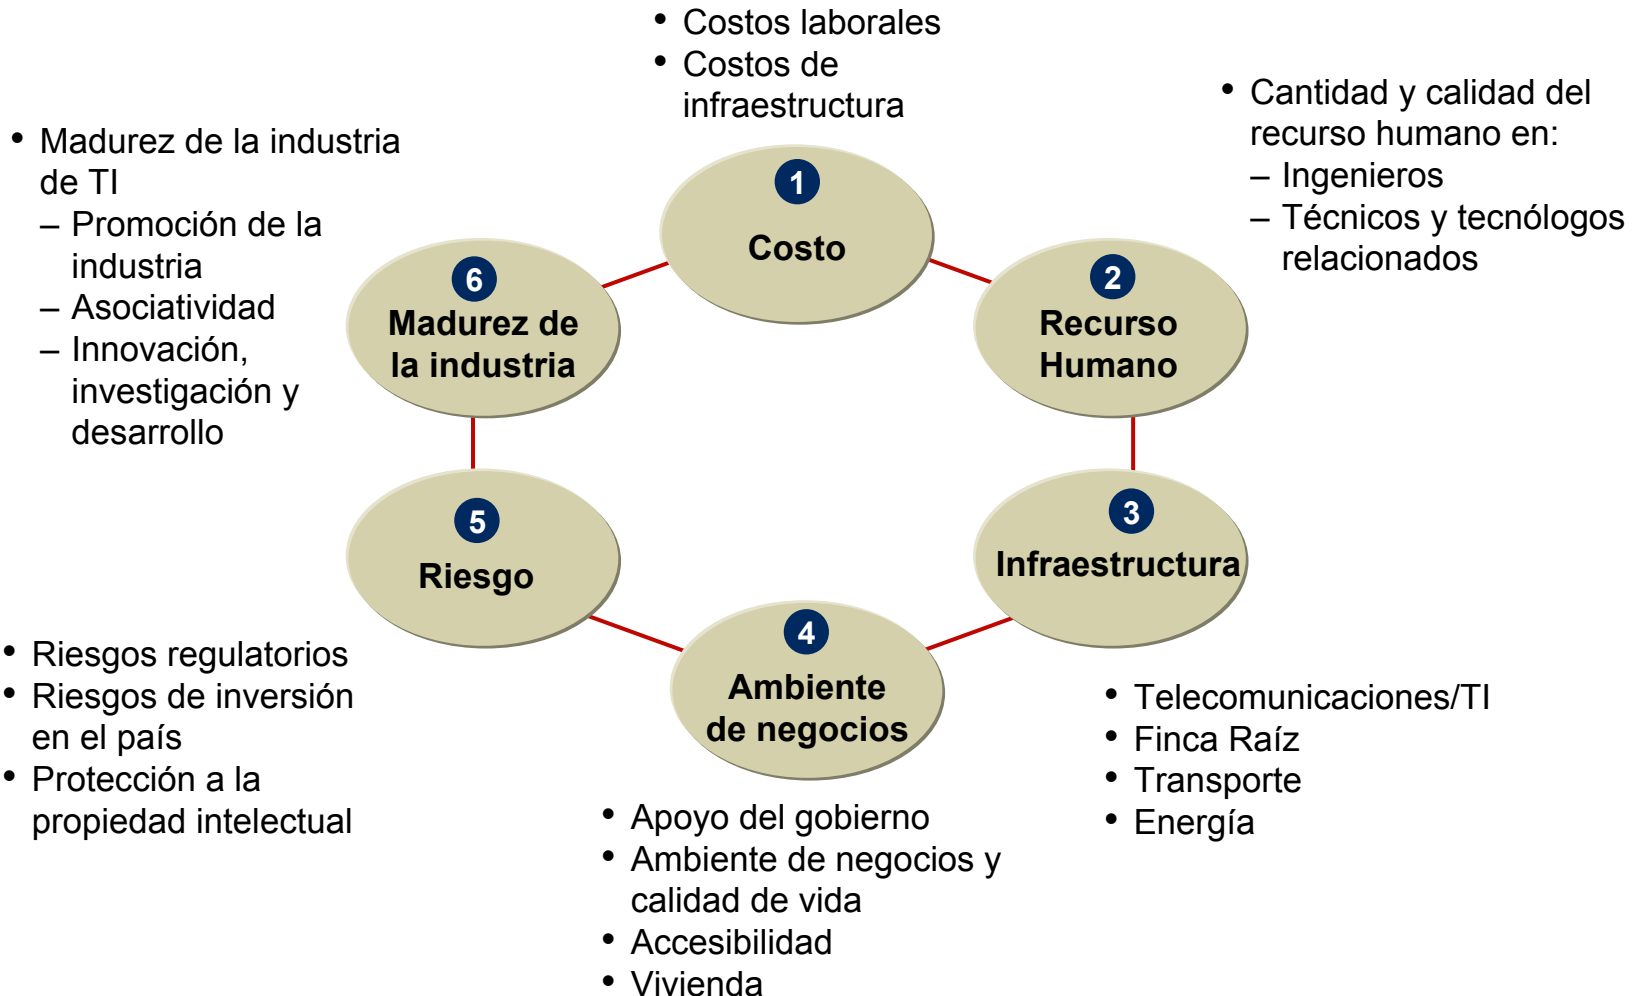 • Costos laborales
• Costos de
infraestructura
1
Costo
• Cantidad y calidad del
recurso humano en:
– Ingenieros
– Técnicos y tecnólogos
relacionados
2
Recurso
Humano
3
Infraestructura
• Telecomunicaciones/TI
• Finca Raíz
• Transporte
• Energía
4
Ambiente
de negocios
• Apoyo del gobierno
• Ambiente de negocios y
calidad de vida
• Accesibilidad
• Vivienda
5
Riesgo
• Riesgos regulatorios
• Riesgos de inversión
en el país
• Protección a la
propiedad intelectual
6
Madurez de
la industria
• Madurez de la industria
de TI
– Promoción de la
industria
– Asociatividad
– Innovación,
investigación y
desarrollo